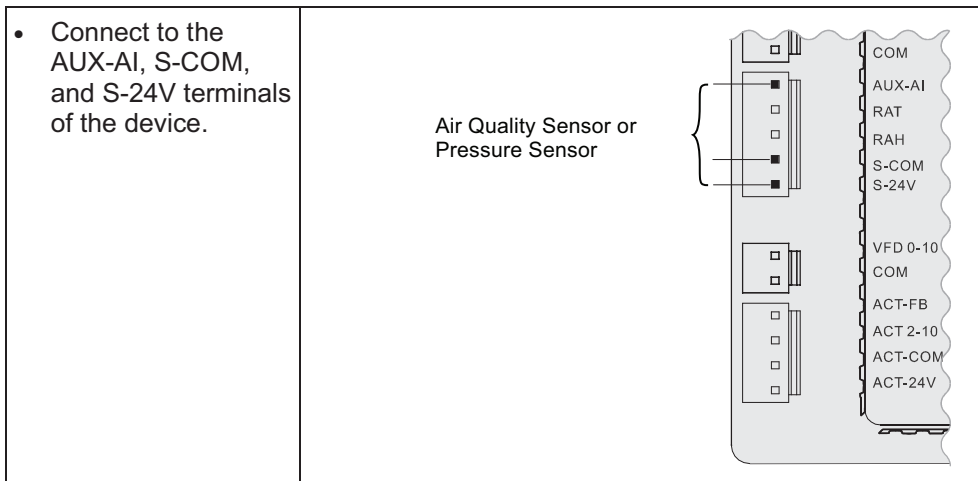 • Connect to the
AUX-AI, S-COM,
and S-24V terminals
of the device.
Air Quality Sensor or
Pressure Sensor
COM
AUX-AI
RAT
RAH
S-COM
S-24V
VFD 0-10
COM
ACT-FB
ACT 2-10
ACT-COM
ACT-24V